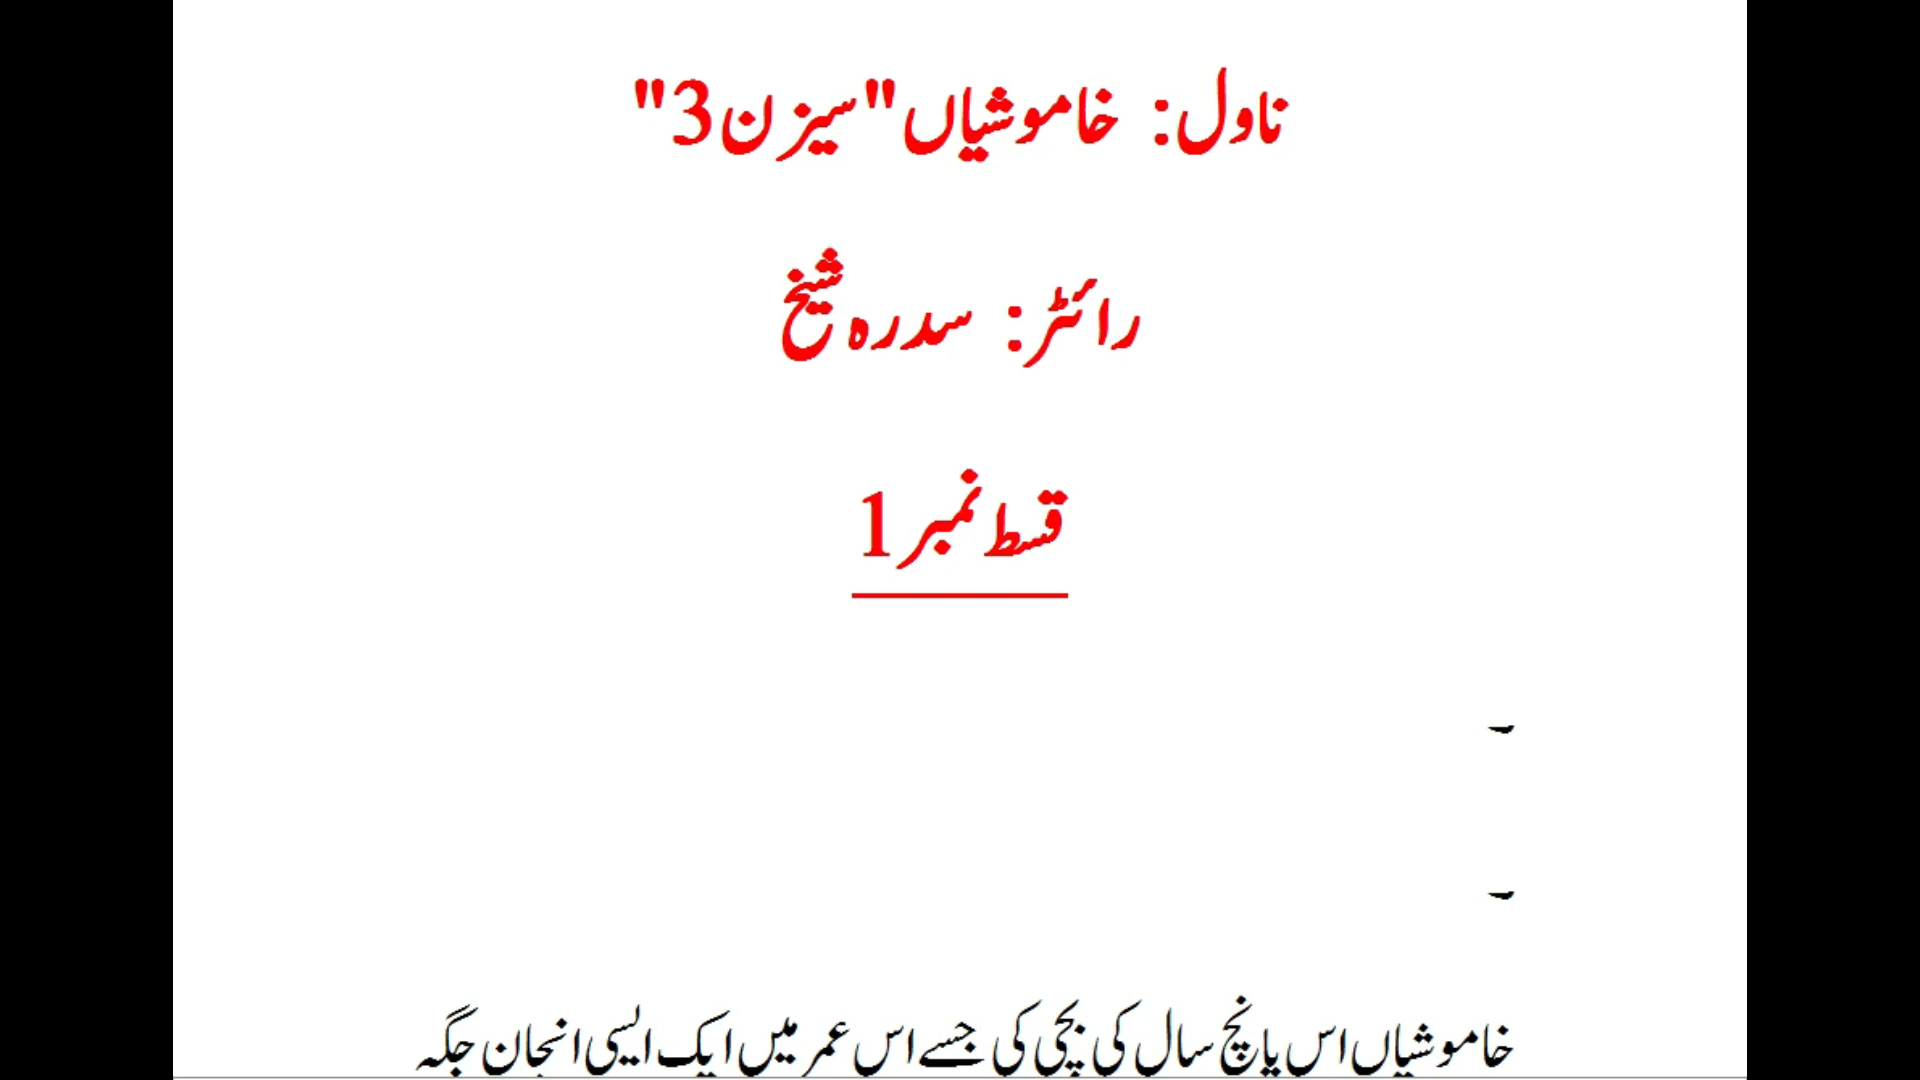 ناول: خاموشیاں "سیزن 3"
رائٹر: سدرہ شیخ
قسط نمبر 1
۔
۔
خاموشیاں اس پانچ سال کی بچی کی جسے اس عمر میں ایک ایسی انجان جگہ